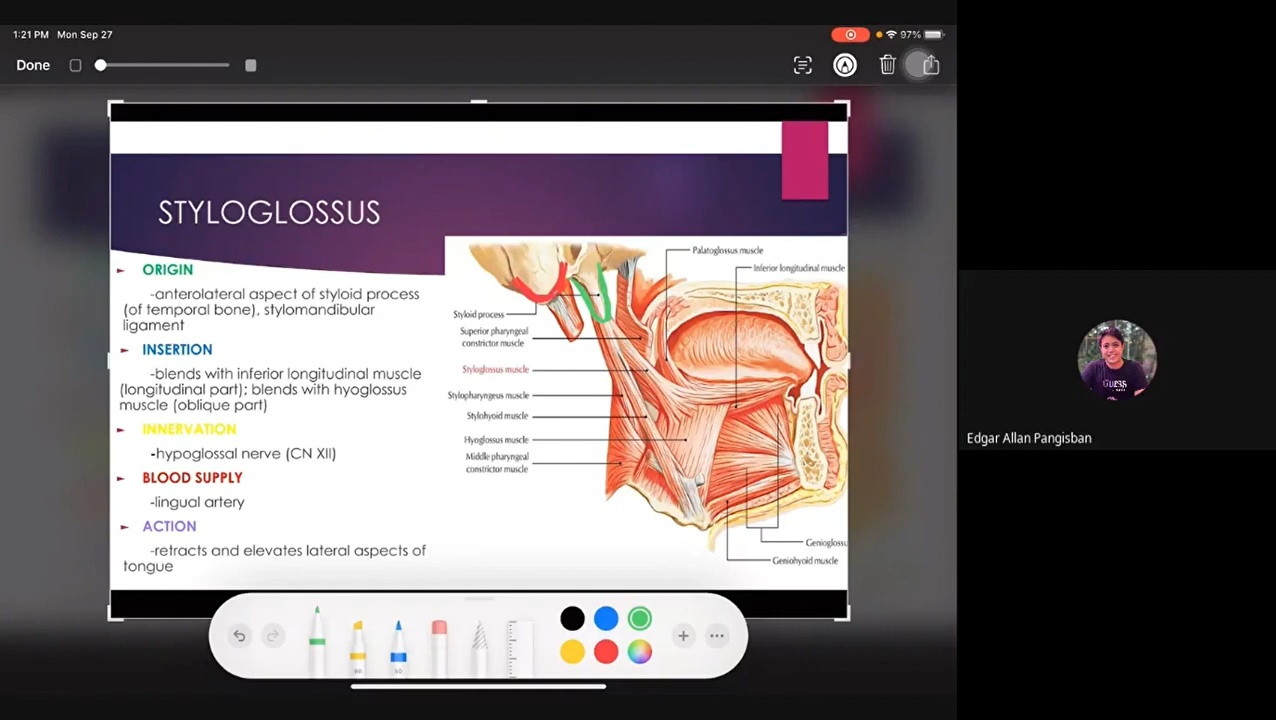 1:21 PM Mon Sep 27
97%
Done
STYLOGLOSSUS
ORIGIN
-anterolateral aspect of styloid process
(of temporal bone), stylomandibular
ligament
INSERTION
-blends with inferior longitudinal muscle
(longitudinal part); blends with hyoglossus
muscle (oblique part)
INNERVATION
-hypoglossal nerve (CN XII)
BLOOD SUPPLY
-lingual artery
ACTION
-retracts and elevates lateral aspects of
tongue
Palatoglossus muscle
Inferior longitudinal muscle
Styloid process
Superior pharyngeal
constrictor muscle
Styloglossus muscle
Stylopharyngeus muscle
Stylohyoid muscle
Hyoglossus muscle
Middle pharyngeal
constrictor muscle
Genioglossu
Geniohyoid muscle
Edgar Allan Pangisban